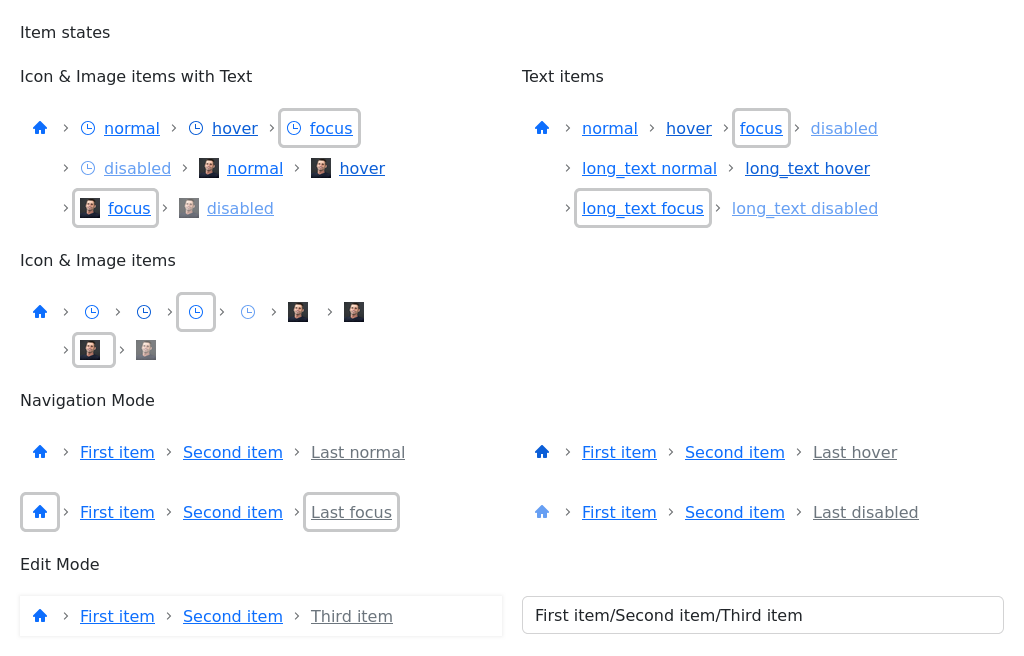 Item states
Icon & Image items with Text
normal hover focus
disabled normal hover
focus disabled
Text items
normal hover focus disabled
long_text normal long_text hover
long_text focus long_text disabled
Icon & Image items
Navigation Mode
First item Second item Last normal
First item Second item Last hover
First item Second item Last focus
First item Second item Last disabled
Edit Mode
First item Second item Third item
First item/Second item/Third item